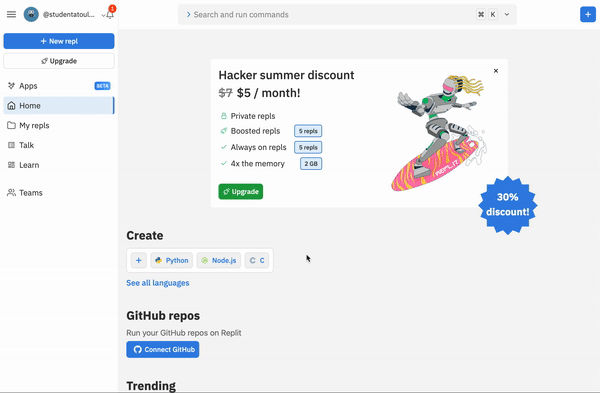 @studentatoul...
1
Search and run commands
⌘ K
+ New repl
Upgrade
Apps
BETA
Home
My repls
Talk
Learn
Teams
Hacker summer discount
$7 $5 / month!
Private repls
Boosted repls 5 repls
Always on repls 5 repls
4x the memory 2 GB
Upgrade
REPL.IT
30%
discount!
Create
+ Python Node.js C
See all languages
GitHub repos
Run your GitHub repos on Replit
Connect GitHub
Trending